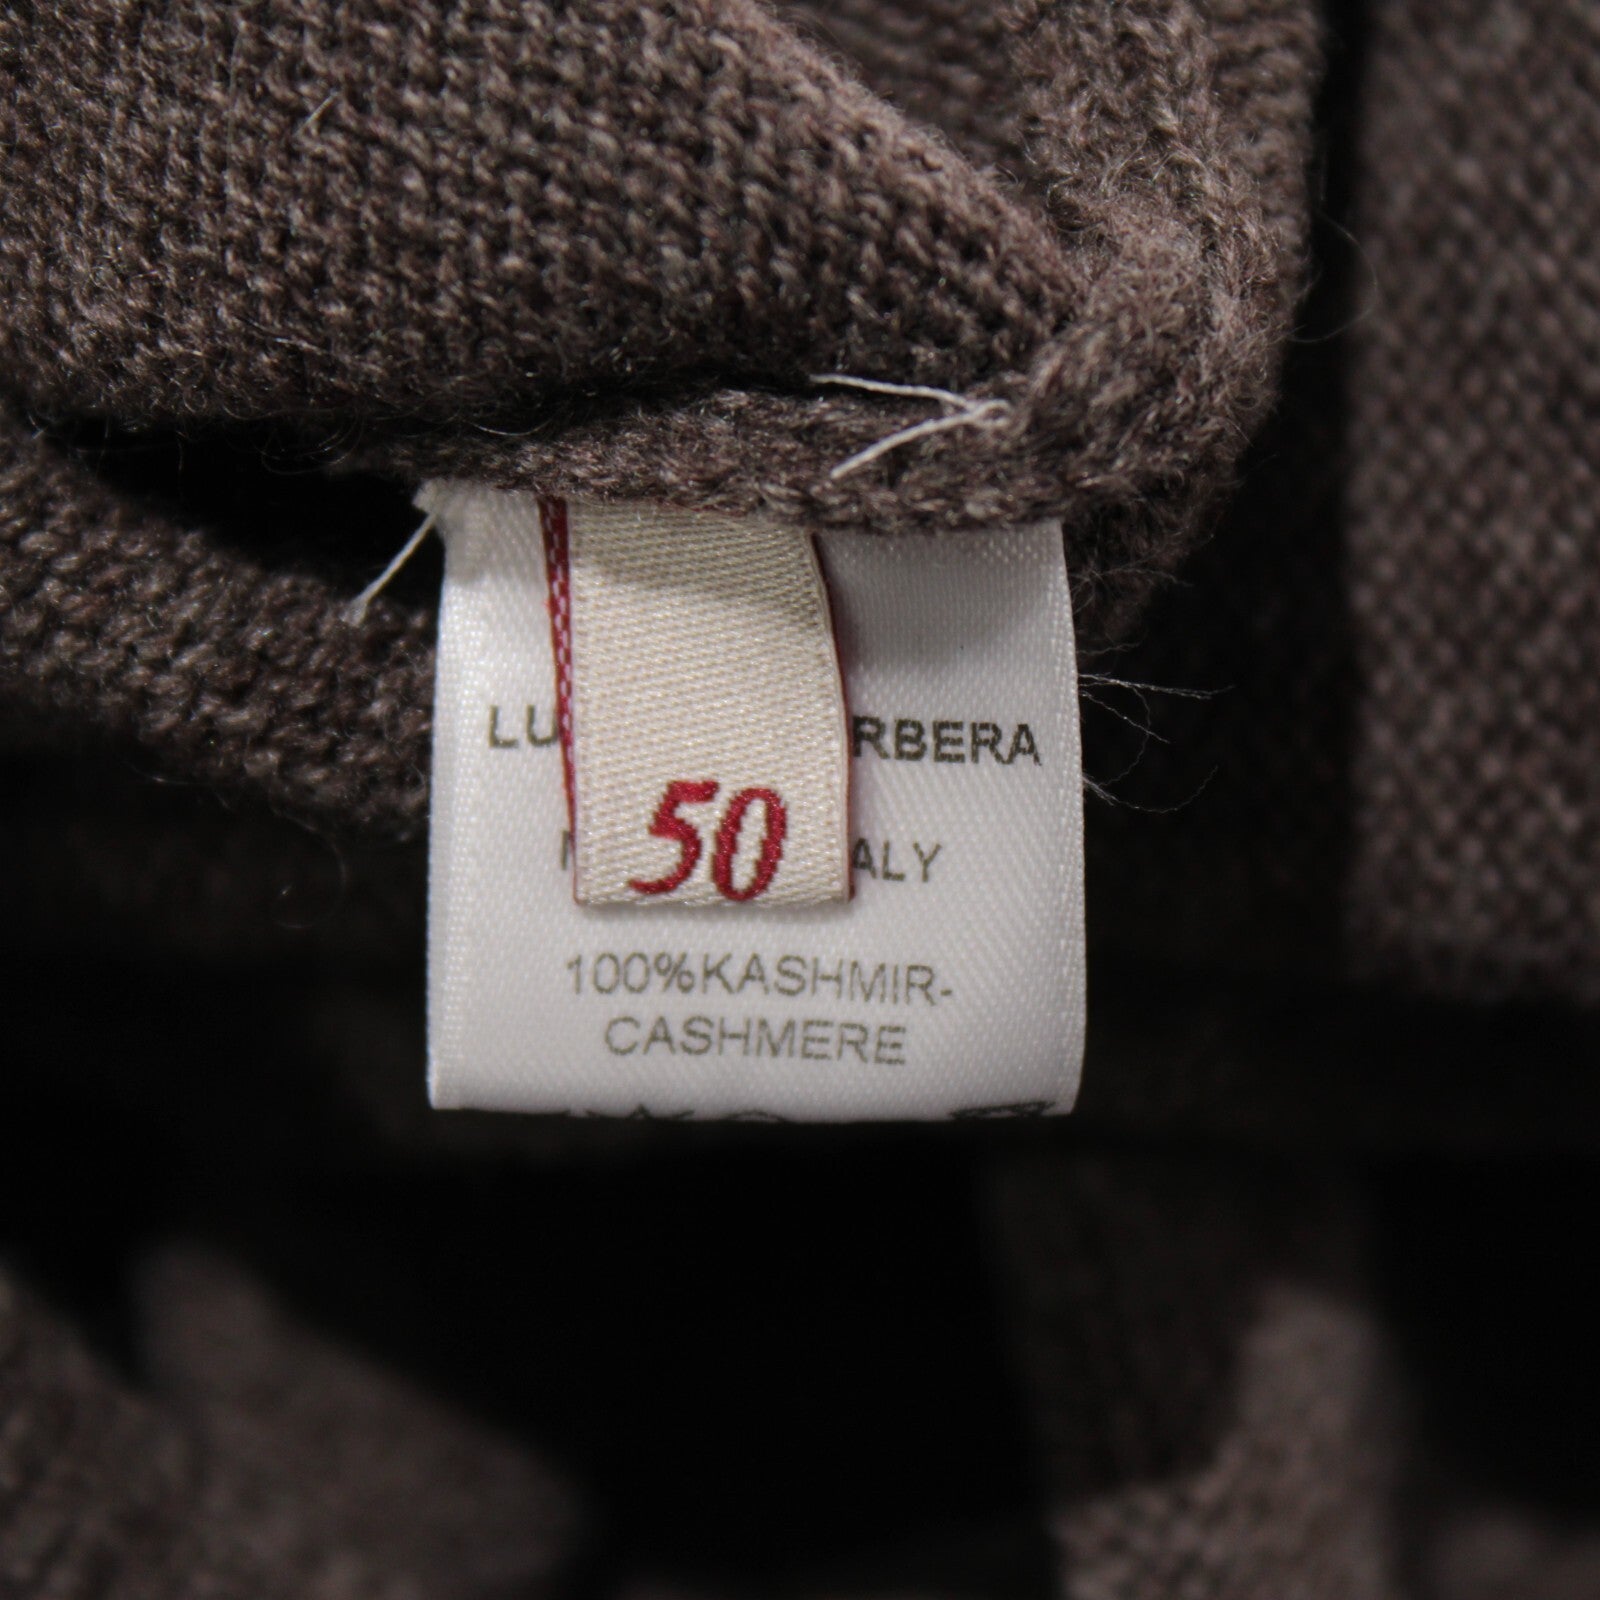 LU RBERA
50
ALY
100%KASHMIR-
CASHMERE